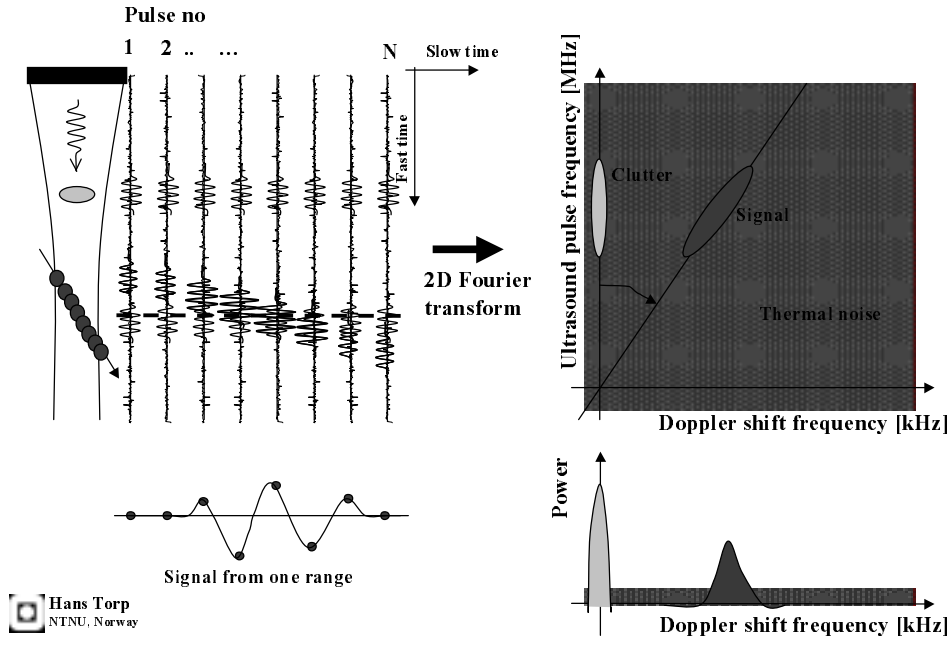 Pulse no
1 2 .. ... N
Slow time
Fast time
2D Fourier
transform
Signal from one range
Hans Torp
NTNU, Norway
Ultrasound pulse frequency [MHz]
Clutter
Signal
Thermal noise
Doppler shift frequency [kHz]
Power
Doppler shift frequency [kHz]